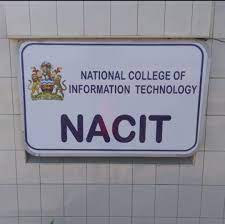 NATIONAL COLLEGE OF
INFORMATION TECHNOLOGY
NACIT